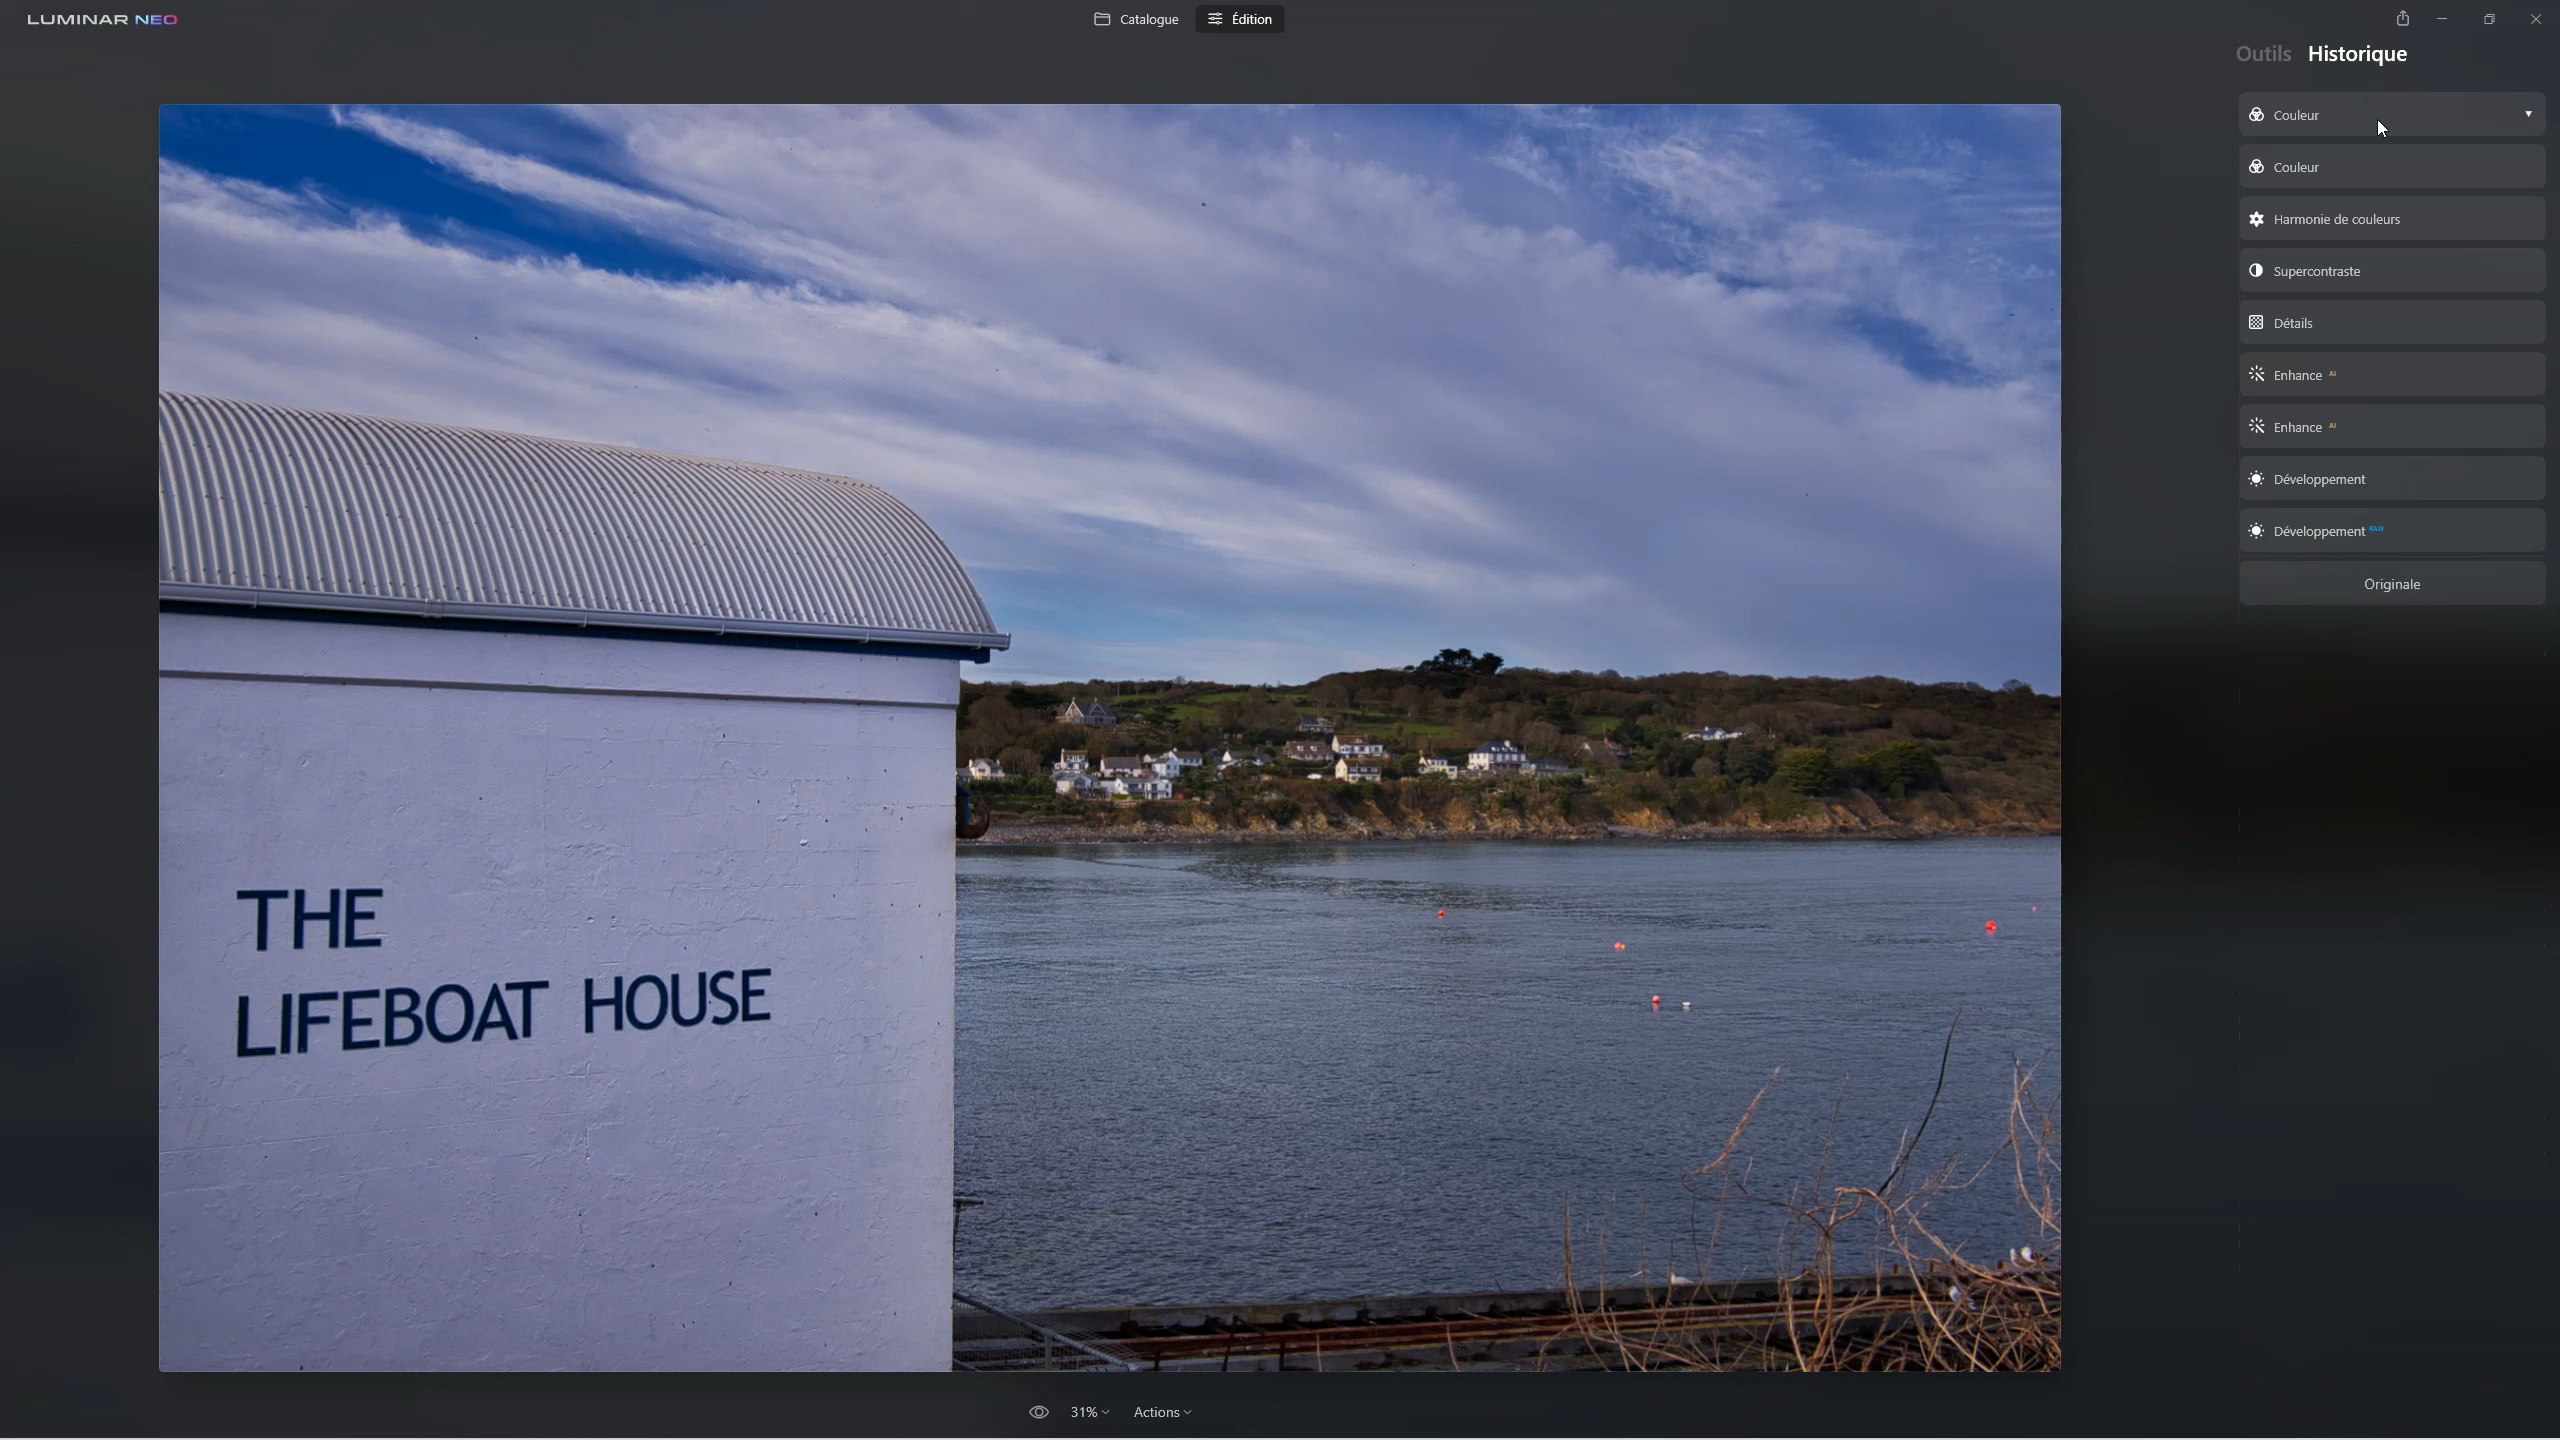 LUMINAR NEO
Catalogue
Édition
Outils Historique
Couleur
Couleur
Harmonie de couleurs
Supercontraste
Détails
Enhance AI
Enhance AI
Développement
Développement RAW
Originale
THE
LIFEBOAT HOUSE
31%
Actions